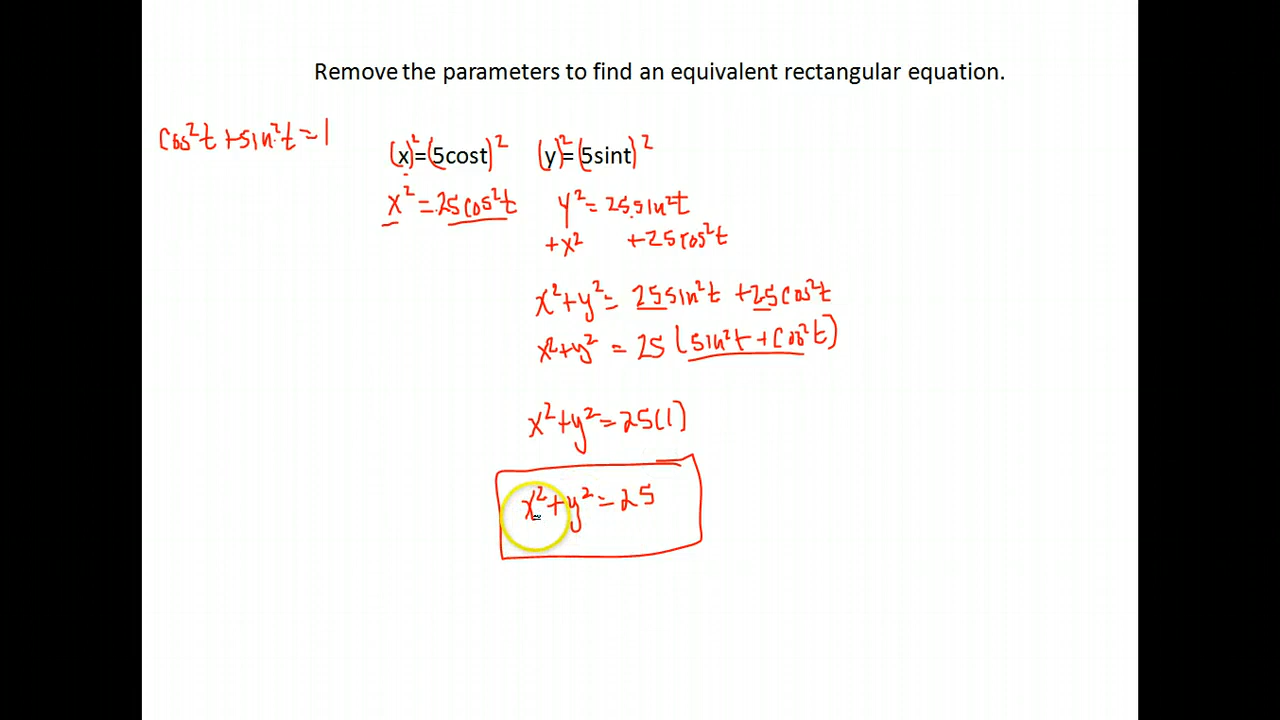 Remove the parameters to find an equivalent rectangular equation.
cos²t + sin²t = 1
(x)² = (5cost)² (y)² = (5sint)²
x² = 25cos²t y² = 25sin²t
+x² +25cos²t
x² + y² = 25sin²t + 25cos²t
x² + y² = 25(sin²t + cos²t)
x² + y² = 25(1)
x² + y² = 25